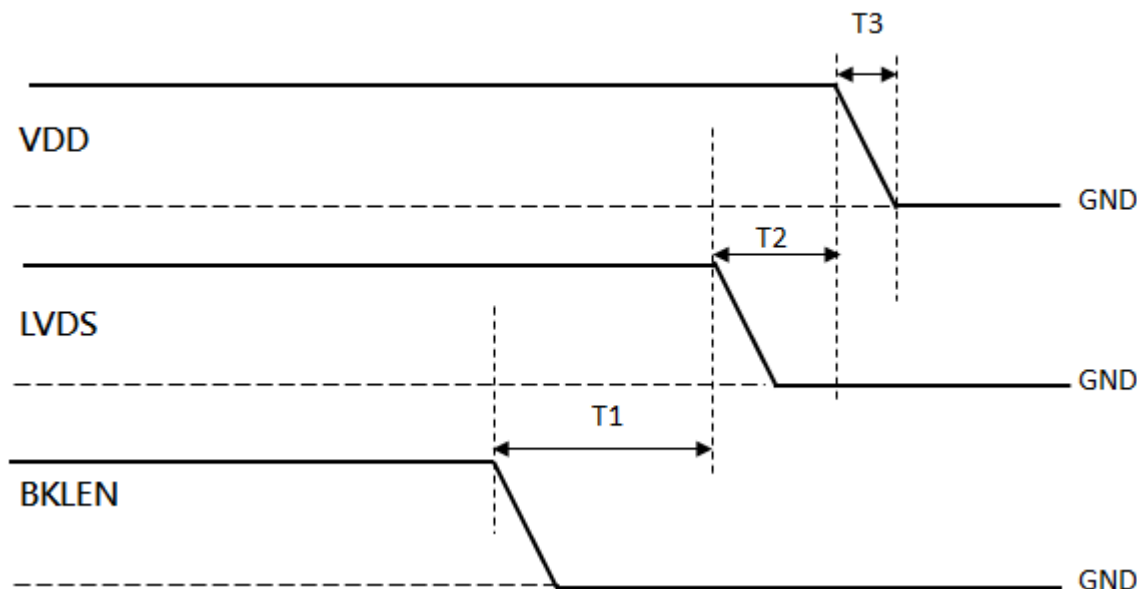 T3
VDD
GND
T2
LVDS
GND
T1
BKLEN
GND